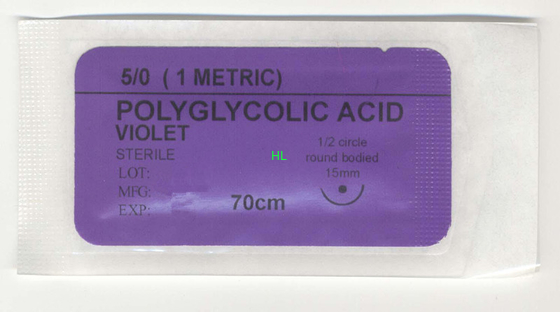 5/0 ( 1 METRIC)
POLYGLYCOLIC ACID
VIOLET
STERILE
LOT:
MFG:
EXP:
HL
1/2 circle
round bodied
15mm
70cm